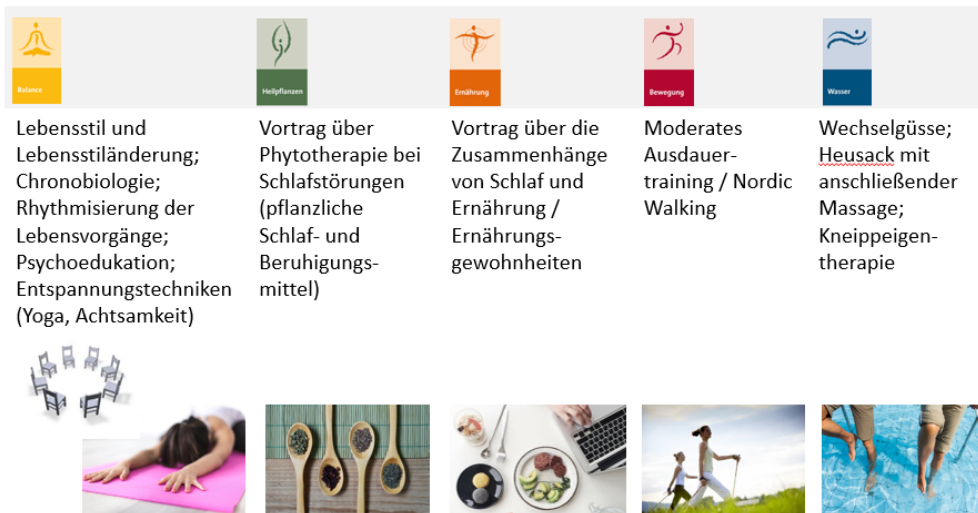 Balance
Heilpflanzen
Ernährung
Bewegung
Wasser
Lebensstil und
Lebensstiländerung;
Chronobiologie;
Rhythmisierung der
Lebensvorgänge;
Psychoedukation;
Entspannungstechniken
(Yoga, Achtsamkeit)
Vortrag über
Phytotherapie bei
Schlafstörungen
(pflanzliche
Schlaf- und
Beruhigungs-
mittel)
Vortrag über die
Zusammenhänge
von Schlaf und
Ernährung /
Ernährungs-
gewohnheiten
Moderates
Ausdauer-
training / Nordic
Walking
Wechselgüsse;
Heusack mit
anschließender
Massage;
Kneippeigen-
therapie